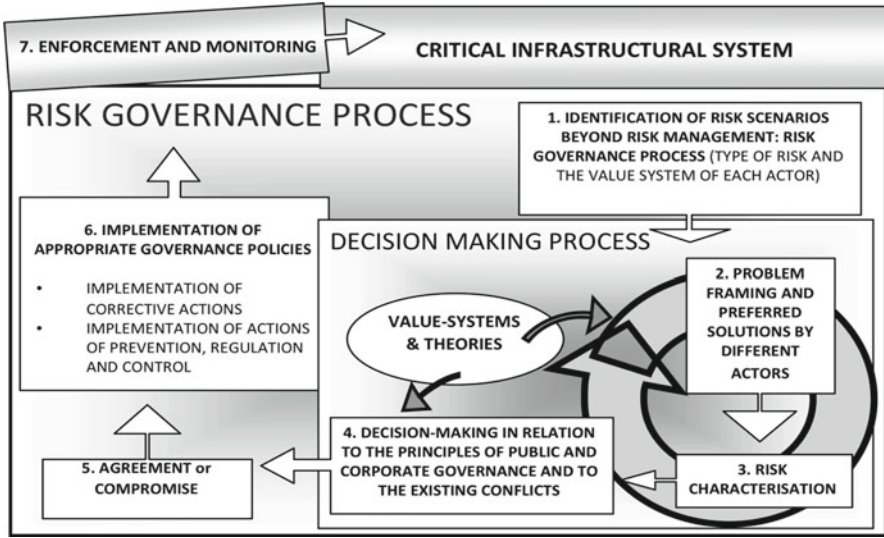 7. ENFORCEMENT AND MONITORING
CRITICAL INFRASTRUCTURAL SYSTEM
RISK GOVERNANCE PROCESS
1. IDENTIFICATION OF RISK SCENARIOS
BEYOND RISK MANAGEMENT: RISK
GOVERNANCE PROCESS (TYPE OF RISK AND
THE VALUE SYSTEM OF EACH ACTOR)
DECISION MAKING PROCESS
2. PROBLEM
FRAMING AND
PREFERRED
SOLUTIONS BY
DIFFERENT
ACTORS
VALUE-SYSTEMS
& THEORIES
3. RISK
CHARACTERISATION
4. DECISION-MAKING IN RELATION
TO THE PRINCIPLES OF PUBLIC AND
CORPORATE GOVERNANCE AND TO
THE EXISTING CONFLICTS
5. AGREEMENT or
COMPROMISE
6. IMPLEMENTATION OF
APPROPRIATE GOVERNANCE POLICIES
• IMPLEMENTATION OF
CORRECTIVE ACTIONS
• IMPLEMENTATION OF ACTIONS
OF PREVENTION, REGULATION
AND CONTROL